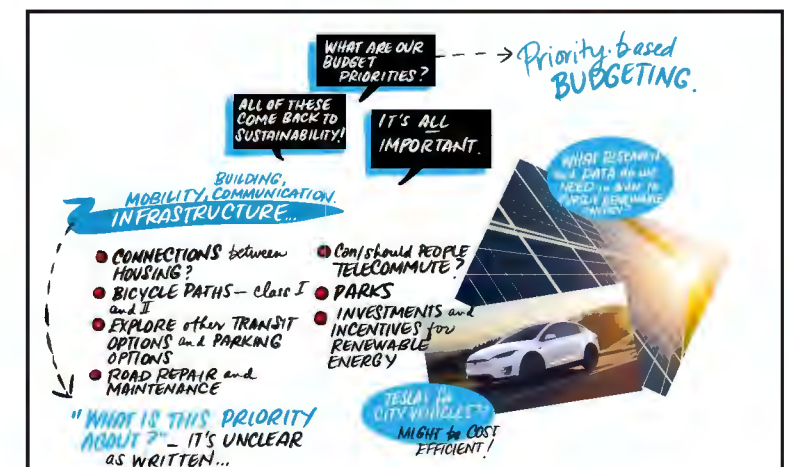 WHAT ARE OUR
BUDGET
PRIORITIES?
Priority-based
BUDGETING.
ALL OF THESE
COME BACK TO
SUSTAINABILITY!
IT'S ALL
IMPORTANT.
WHAT RESEARCH
and DATA do we
NEED in order to
PURSUE RENEWABLE
ENERGY?
BUILDING,
MOBILITY, COMMUNICATION.
INFRASTRUCTURE...
CONNECTIONS between
HOUSING?
BICYCLE PATHS - class I
and II
EXPLORE other TRANSIT
OPTIONS and PARKING
OPTIONS
ROAD REPAIR and
MAINTENANCE
Can/should PEOPLE
TELECOMMUTE?
PARKS
INVESTMENTS and
INCENTIVES for
RENEWABLE
ENERGY
"WHAT IS THIS PRIORITY
ABOUT?" - IT'S UNCLEAR
AS WRITTEN...
TESLAS for
CITY VEHICLES?
MIGHT be COST
EFFICIENT!